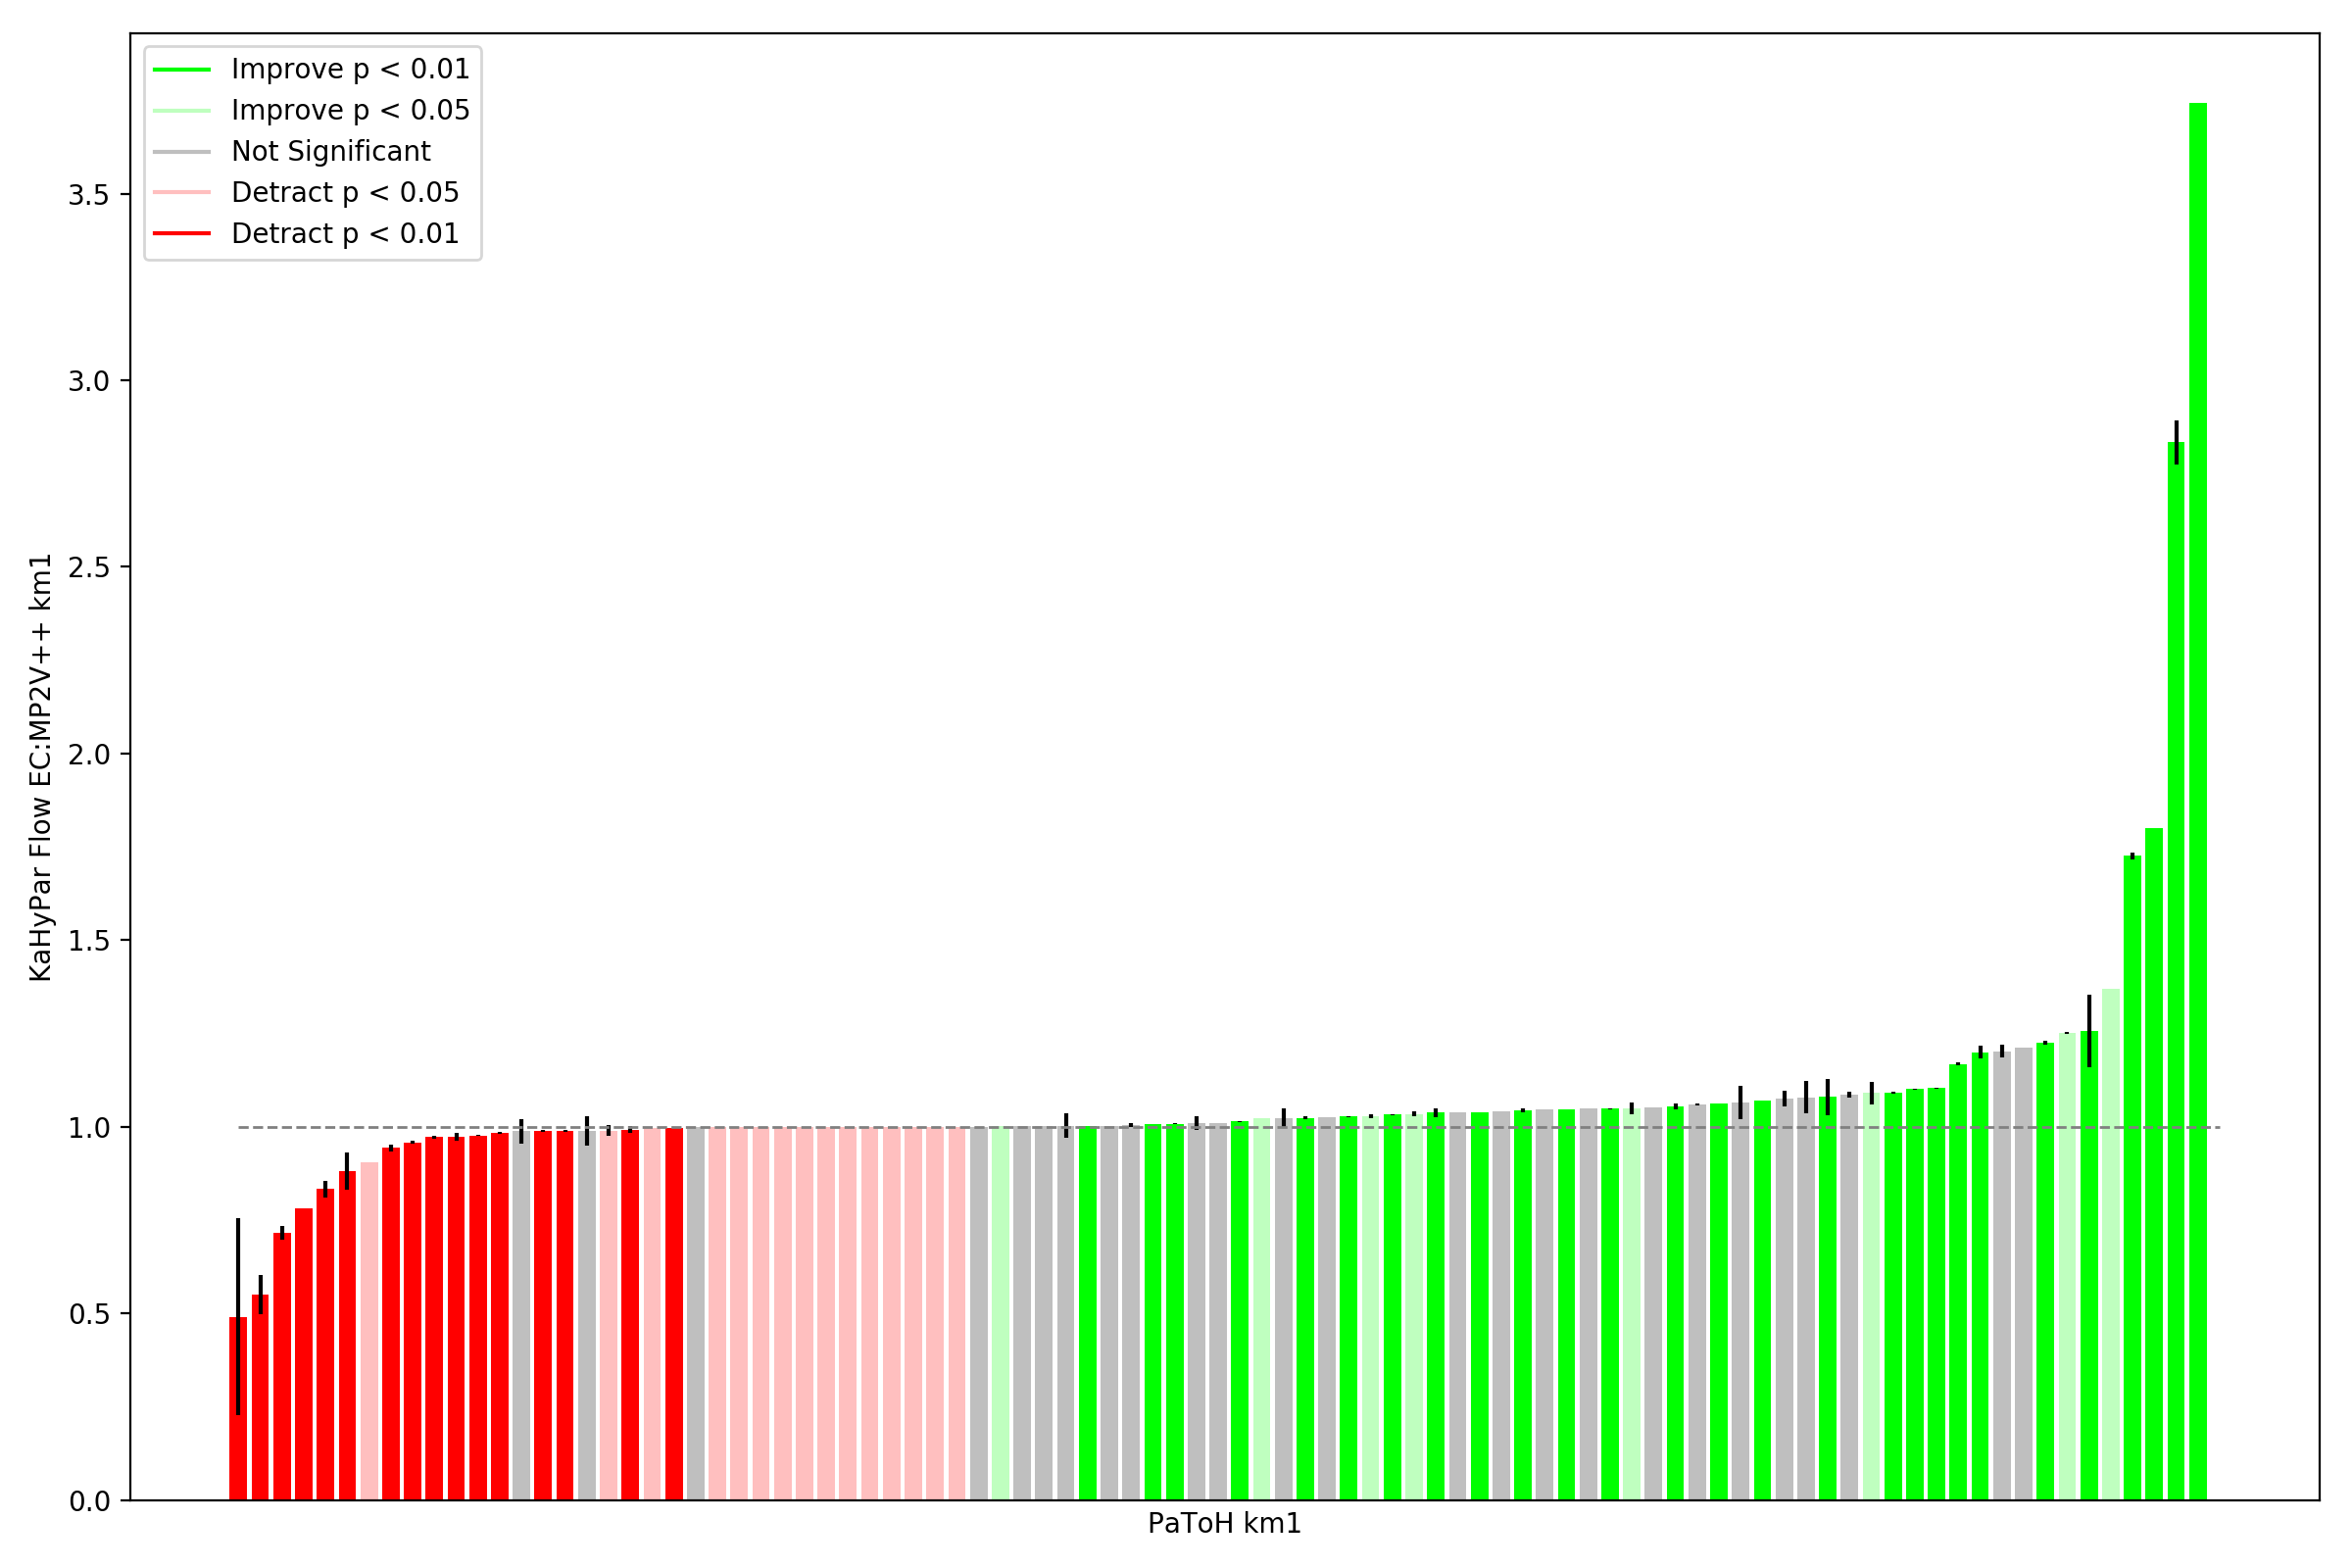 Improve p < 0.01
Improve p < 0.05
Not Significant
Detract p < 0.05
Detract p < 0.01
3.5
3.0
2.5
2.0
1.5
1.0
0.5
0.0
KaHyPar Flow EC:MP2V++ km1
PaToH km1